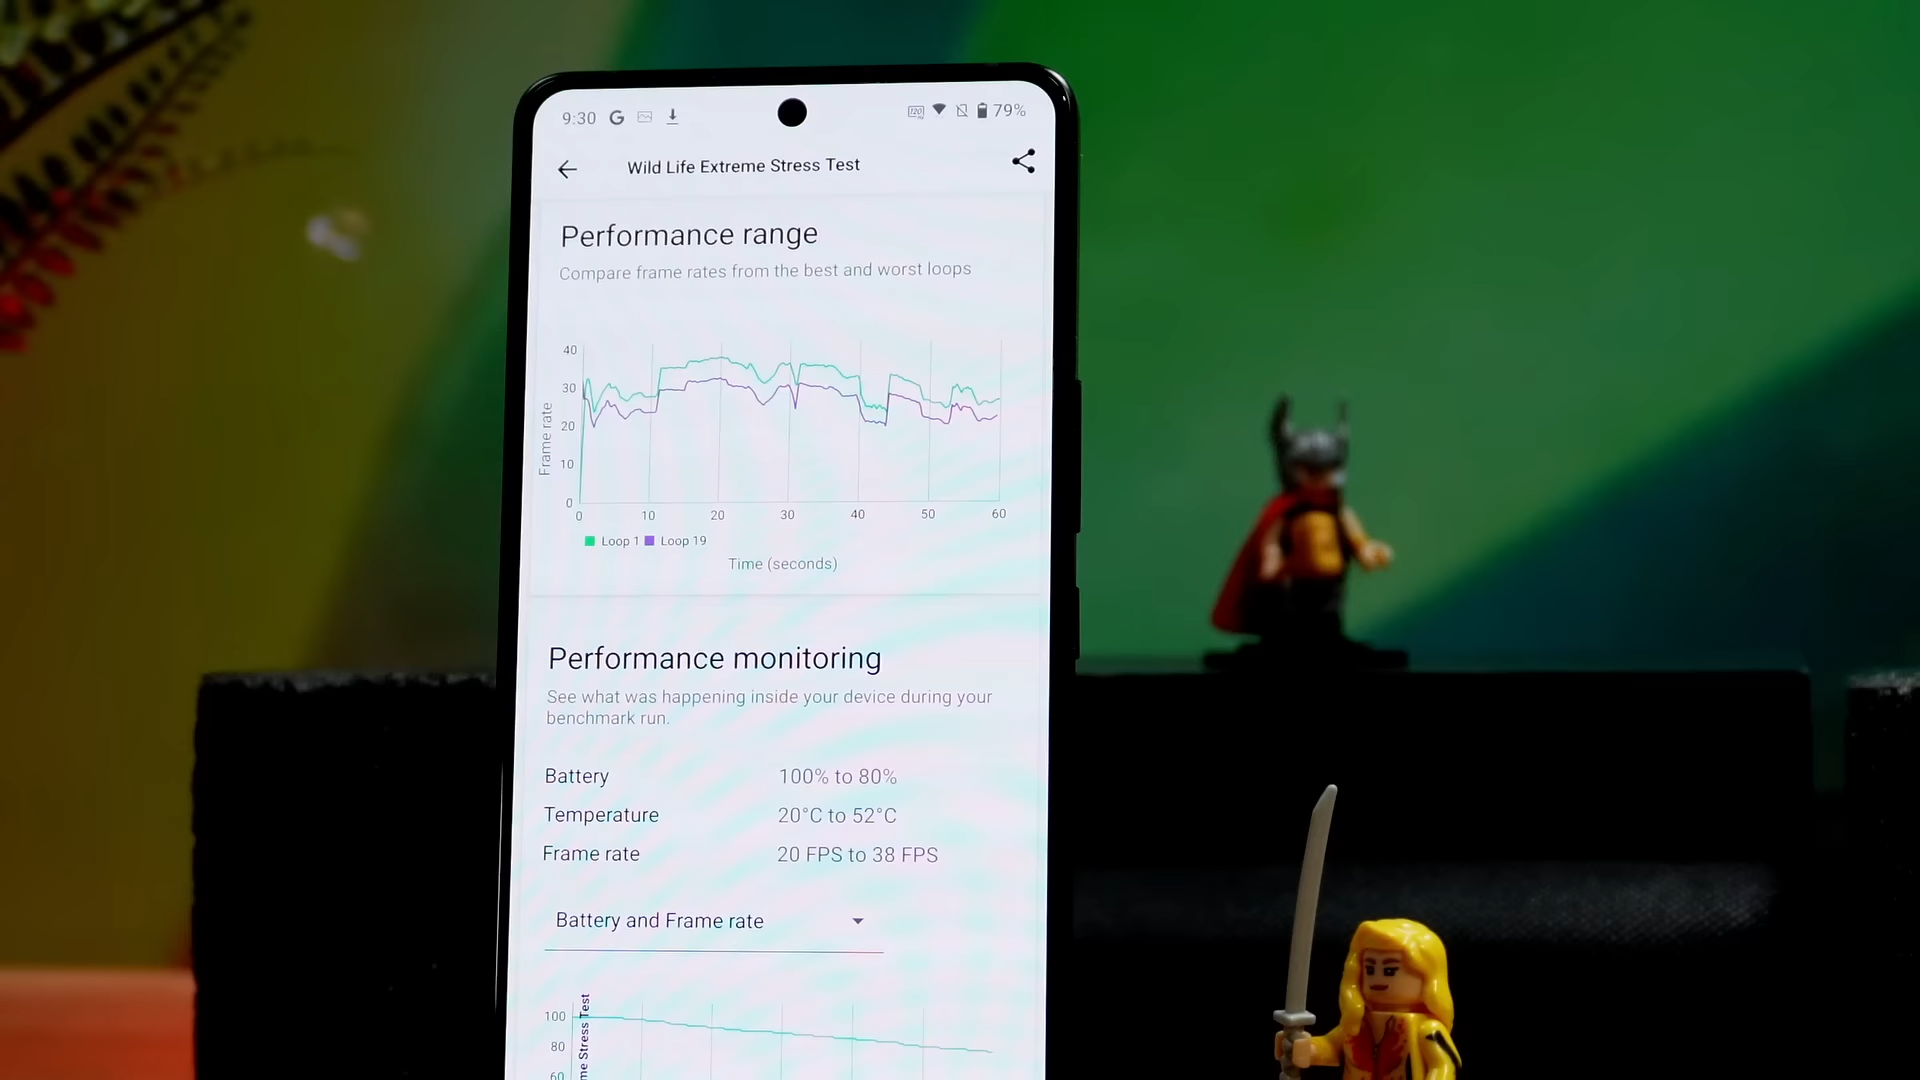 9:30 G 120 79%
Wild Life Extreme Stress Test
Performance range
Compare frame rates from the best and worst loops
40
30
20
10
0
Frame rate
0 10 20 30 40 50 60
Loop 1 Loop 19
Time (seconds)
Performance monitoring
See what was happening inside your device during your
benchmark run.
Battery 100% to 80%
Temperature 20°C to 52°C
Frame rate 20 FPS to 38 FPS
Battery and Frame rate
100
80
60
me Stress Test